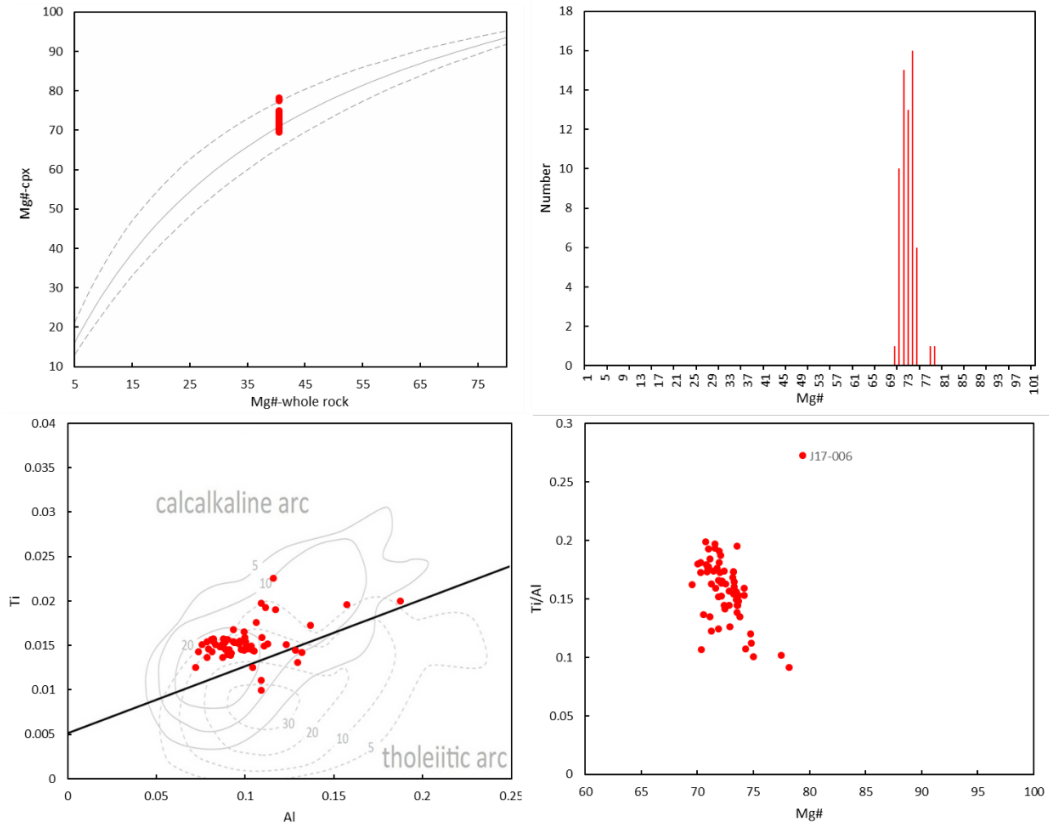 100
90
80
70
60
50
40
30
20
10
Mg#-cpx
5 15 25 35 45 55 65 75
Mg#-whole rock
18
16
14
12
10
8
6
4
2
0
Number
1 5 9 13 17 21 25 29 33 37 41 45 49 53 57 61 65 69 73 77 81 85 89 93 97 101
Mg#
0.04
0.035
0.03
0.025
0.02
0.015
0.01
0.005
0
Ti
calcalkaline arc
5
10
20
30
20
10
5
tholeiitic arc
0 0.05 0.1 0.15 0.2 0.25
Al
0.3
0.25
0.2
0.15
0.1
0.05
0
Ti/Al
J17-006
60 65 70 75 80 85 90 95 100
Mg#